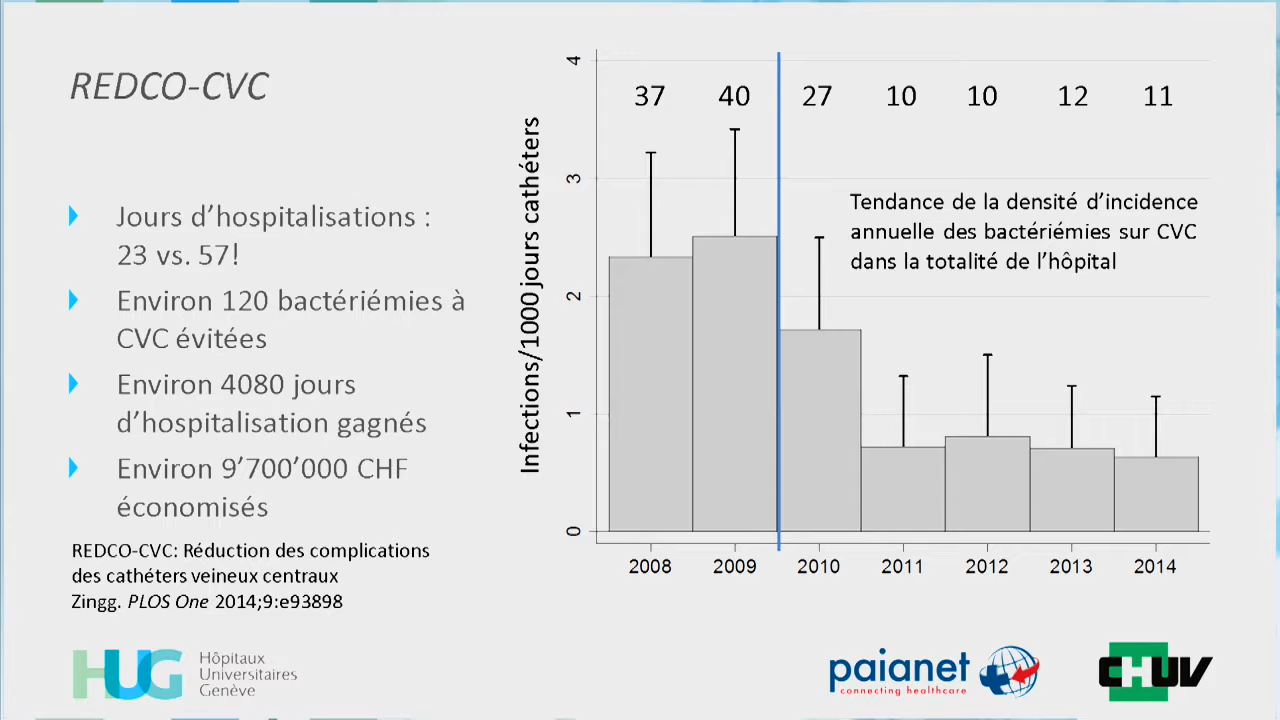 REDCO-CVC
Jours d’hospitalisations :
23 vs. 57!
Environ 120 bactériémies à
CVC évitées
Environ 4080 jours
d’hospitalisation gagnés
Environ 9’700’000 CHF
économisés
REDCO-CVC: Réduction des complications
des cathéters veineux centraux
Zingg. PLOS One 2014;9:e93898
Infections/1000 jours cathéters
4
3
2
1
0
37 40 27 10 10 12 11
Tendance de la densité d’incidence
annuelle des bactériémies sur CVC
dans la totalité de l’hôpital
2008 2009 2010 2011 2012 2013 2014
HUG
Hôpitaux
Universitaires
Genève
paianet
connecting healthcare
CHUV